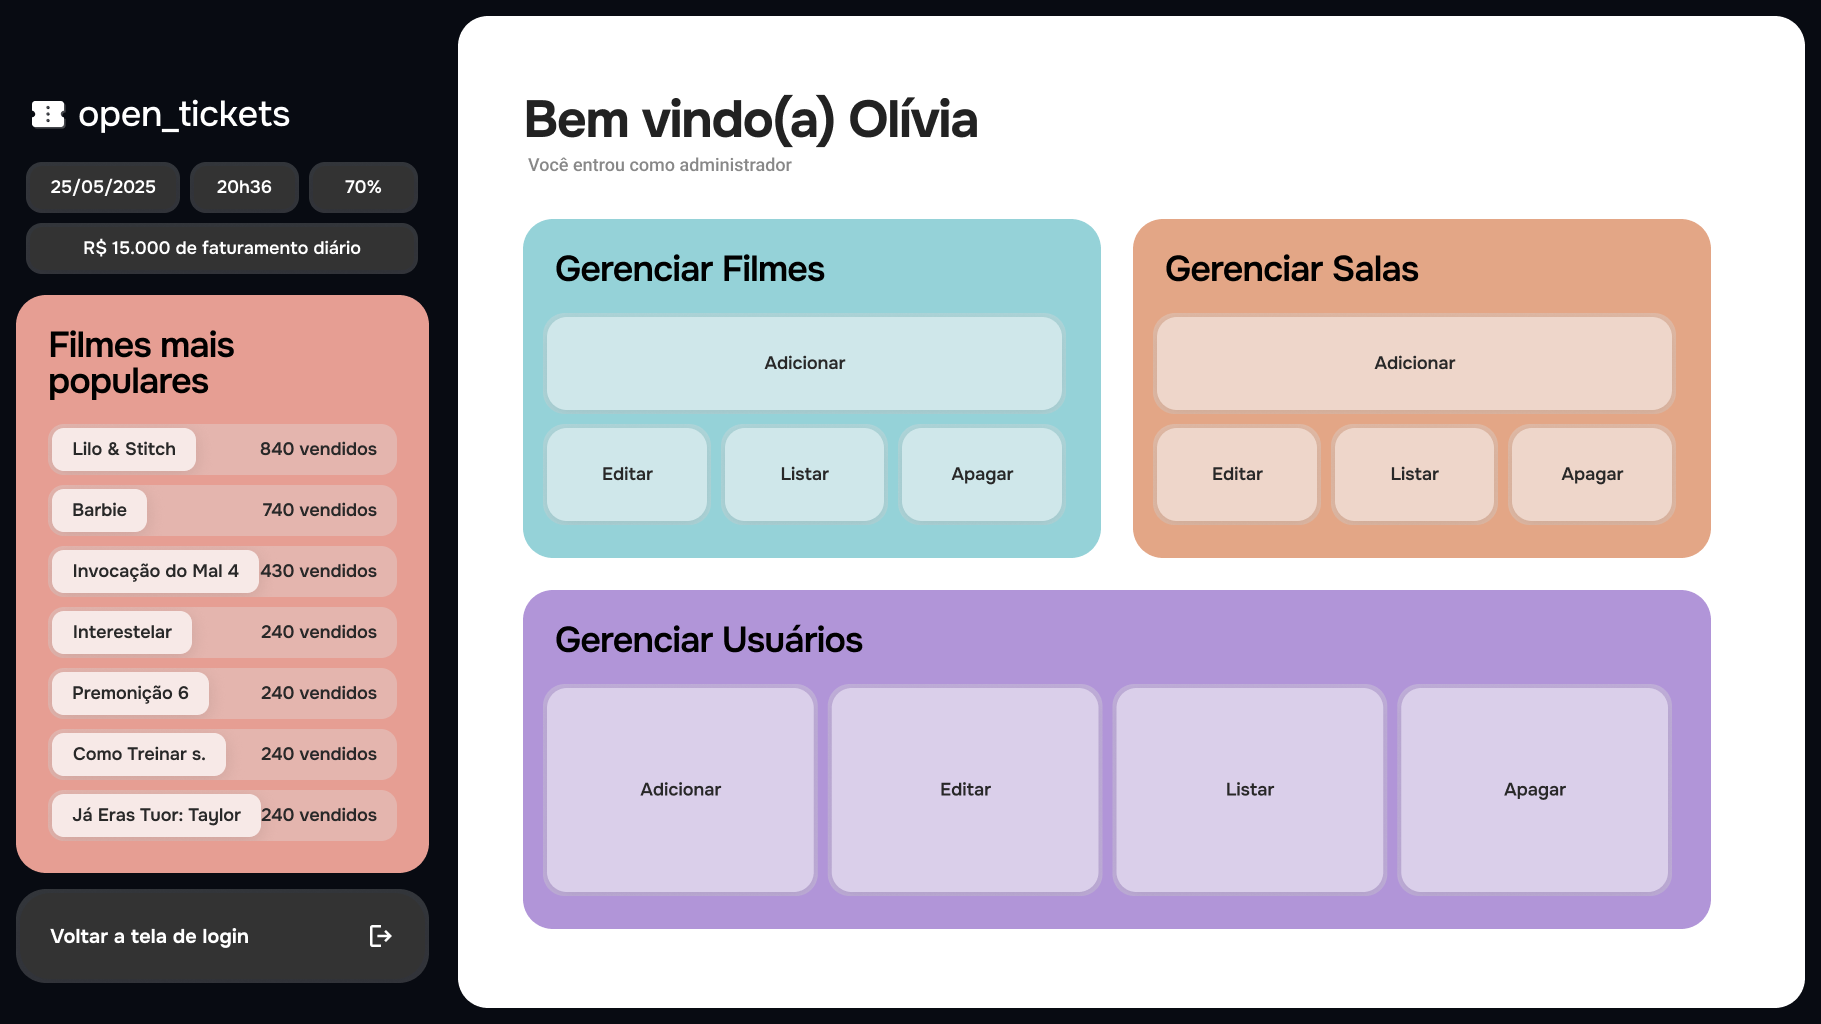 open_tickets
25/05/2025
20h36
70%
R$ 15.000 de faturamento diário
Filmes mais
populares
Lilo & Stitch 840 vendidos
Barbie 740 vendidos
Invocação do Mal 4 430 vendidos
Interestelar 240 vendidos
Premonição 6 240 vendidos
Como Treinar s. 240 vendidos
Já Eras Tuor: Taylor 240 vendidos
Voltar a tela de login
Bem vindo(a) Olívia
Você entrou como administrador
Gerenciar Filmes
Adicionar
Editar
Listar
Apagar
Gerenciar Salas
Adicionar
Editar
Listar
Apagar
Gerenciar Usuários
Adicionar
Editar
Listar
Apagar